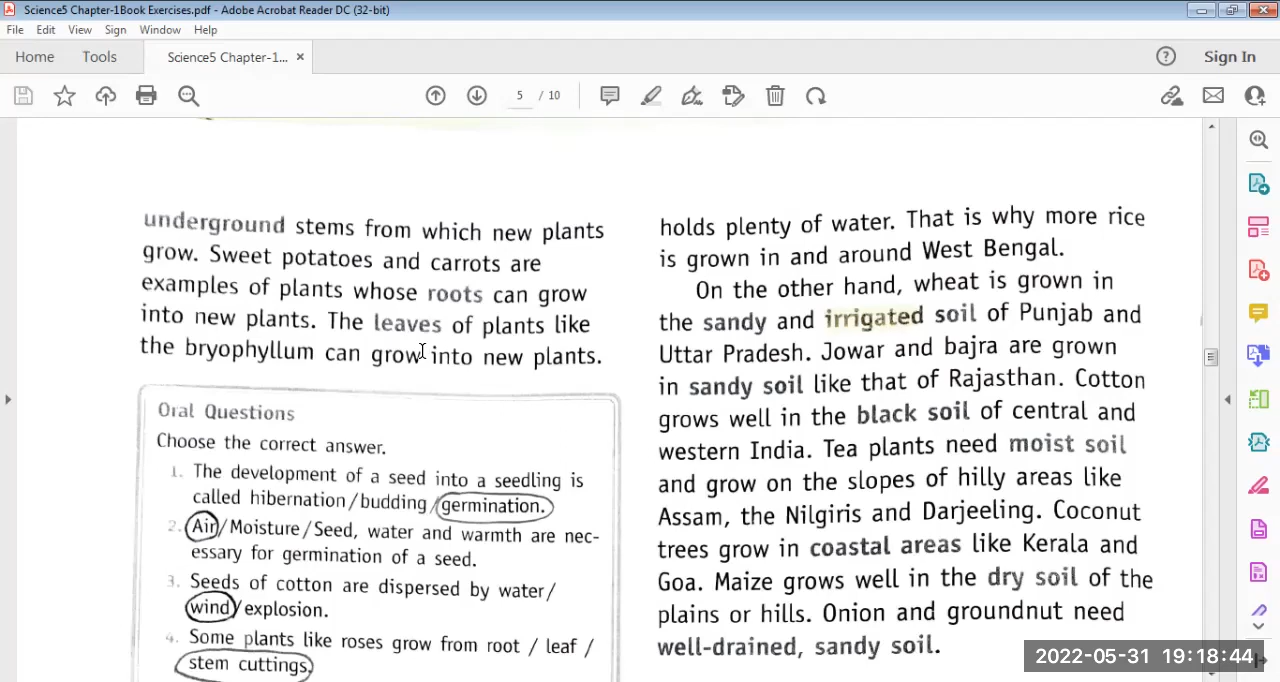 Science5 Chapter-1Book Exercises.pdf - Adobe Acrobat Reader DC (32-bit)
File Edit View Sign Window Help
Home Tools Science5 Chapter-1... × Sign In
5 / 10
underground stems from which new plants
grow. Sweet potatoes and carrots are
examples of plants whose roots can grow
into new plants. The leaves of plants like
the bryophyllum can grow into new plants.
Oral Questions
Choose the correct answer.
1. The development of a seed into a seedling is
called hibernation/budding/germination.
2. Air/Moisture/Seed, water and warmth are nec-
essary for germination of a seed.
3. Seeds of cotton are dispersed by water/
wind/explosion.
4. Some plants like roses grow from root / leaf /
stem cuttings.
holds plenty of water. That is why more rice
is grown in and around West Bengal.
On the other hand, wheat is grown in
the sandy and irrigated soil of Punjab and
Uttar Pradesh. Jowar and bajra are grown
in sandy soil like that of Rajasthan. Cotton
grows well in the black soil of central and
western India. Tea plants need moist soil
and grow on the slopes of hilly areas like
Assam, the Nilgiris and Darjeeling. Coconut
trees grow in coastal areas like Kerala and
Goa. Maize grows well in the dry soil of the
plains or hills. Onion and groundnut need
well-drained, sandy soil.
2022-05-31 19:18:44